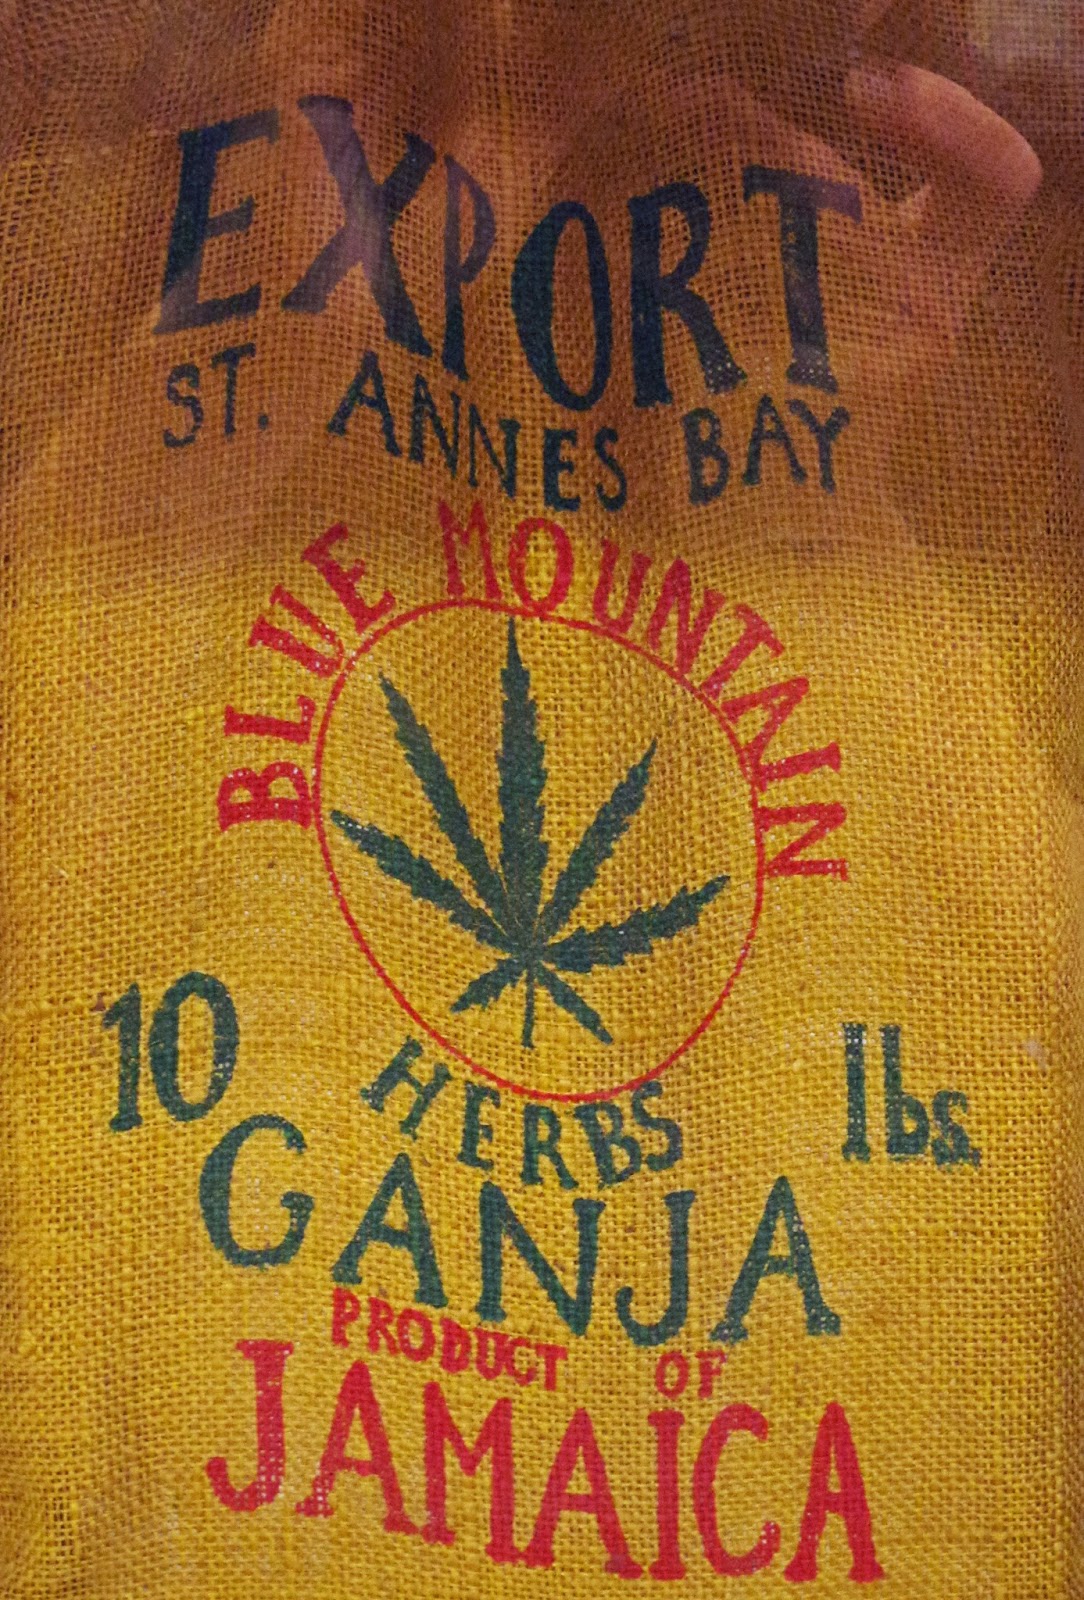 EXPORT
ST. ANNES BAY
BLUE MOUNTAIN
10 lbs.
HERBS
GANJA
PRODUCT OF
JAMAICA